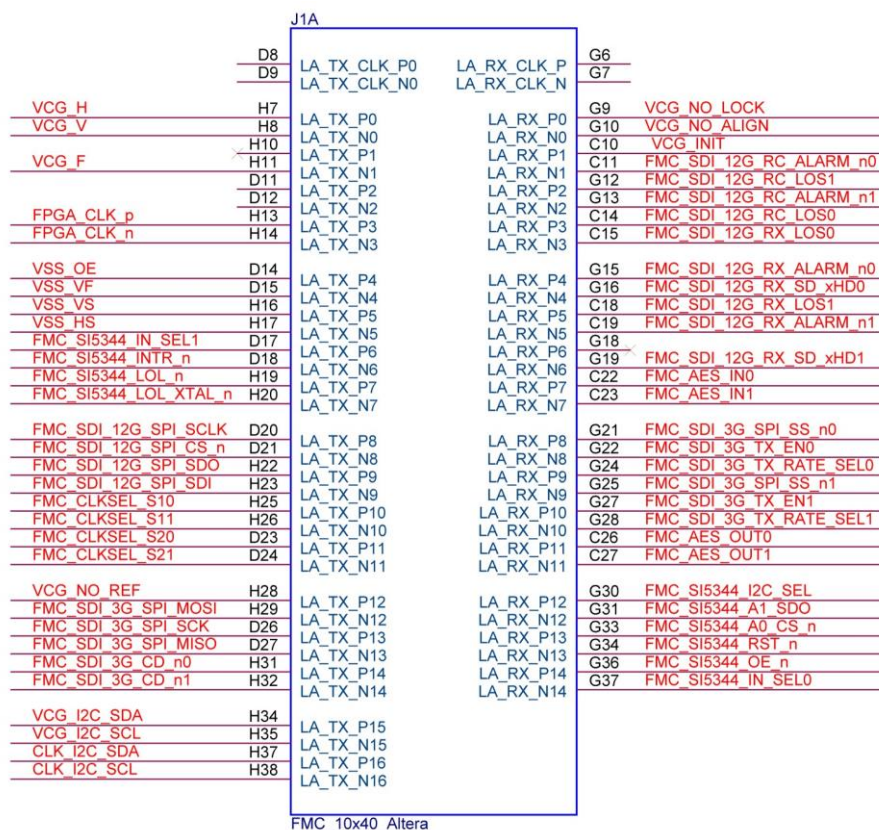 J1A
D8 LA_TX_CLK_P0 LA_RX_CLK_P G6
D9 LA_TX_CLK_N0 LA_RX_CLK_N G7
VCG_H H7 LA_TX_P0 LA_RX_P0 G9 VCG_NO_LOCK
VCG_V H8 LA_TX_N0 LA_RX_N0 G10 VCG_NO_ALIGN
H10 LA_TX_P1 LA_RX_P1 C10 VCG_INIT
VCG_F H11 LA_TX_N1 LA_RX_N1 C11 FMC_SDI_12G_RC_ALARM_n0
D11 LA_TX_P2 LA_RX_P2 G12 FMC_SDI_12G_RC_LOS1
D12 LA_TX_N2 LA_RX_N2 G13 FMC_SDI_12G_RC_ALARM_n1
FPGA_CLK_p H13 LA_TX_P3 LA_RX_P3 C14 FMC_SDI_12G_RC_LOS0
FPGA_CLK_n H14 LA_TX_N3 LA_RX_N3 C15 FMC_SDI_12G_RX_LOS0
VSS_OE D14 LA_TX_P4 LA_RX_P4 G15 FMC_SDI_12G_RX_ALARM_n0
VSS_VF D15 LA_TX_N4 LA_RX_N4 G16 FMC_SDI_12G_RX_SD_xHD0
VSS_VS H16 LA_TX_P5 LA_RX_P5 C18 FMC_SDI_12G_RX_LOS1
VSS_HS H17 LA_TX_N5 LA_RX_N5 C19 FMC_SDI_12G_RX_ALARM_n1
FMC_SI5344_IN_SEL1 D17 LA_TX_P6 LA_RX_P6 G18
FMC_SI5344_INTR_n D18 LA_TX_N6 LA_RX_N6 G19 FMC_SDI_12G_RX_SD_xHD1
FMC_SI5344_LOL_n H19 LA_TX_P7 LA_RX_P7 C22 FMC_AES_IN0
FMC_SI5344_LOL_XTAL_n H20 LA_TX_N7 LA_RX_N7 C23 FMC_AES_IN1
FMC_SDI_12G_SPI_SCLK D20 LA_TX_P8 LA_RX_P8 G21 FMC_SDI_3G_SPI_SS_n0
FMC_SDI_12G_SPI_CS_n D21 LA_TX_N8 LA_RX_N8 G22 FMC_SDI_3G_TX_EN0
FMC_SDI_12G_SPI_SDO H22 LA_TX_P9 LA_RX_P9 G24 FMC_SDI_3G_TX_RATE_SEL0
FMC_SDI_12G_SPI_SDI H23 LA_TX_N9 LA_RX_N9 G25 FMC_SDI_3G_SPI_SS_n1
FMC_CLKSEL_S10 H25 LA_TX_P10 LA_RX_P10 G27 FMC_SDI_3G_TX_EN1
FMC_CLKSEL_S11 H26 LA_TX_N10 LA_RX_N10 G28 FMC_SDI_3G_TX_RATE_SEL1
FMC_CLKSEL_S20 D23 LA_TX_P11 LA_RX_P11 C26 FMC_AES_OUT0
FMC_CLKSEL_S21 D24 LA_TX_N11 LA_RX_N11 C27 FMC_AES_OUT1
VCG_NO_REF H28 LA_TX_P12 LA_RX_P12 G30 FMC_SI5344_I2C_SEL
FMC_SDI_3G_SPI_MOSI H29 LA_TX_N12 LA_RX_N12 G31 FMC_SI5344_A1_SDO
FMC_SDI_3G_SPI_SCK D26 LA_TX_P13 LA_RX_P13 G33 FMC_SI5344_A0_CS_n
FMC_SDI_3G_SPI_MISO D27 LA_TX_N13 LA_RX_N13 G34 FMC_SI5344_RST_n
FMC_SDI_3G_CD_n0 H31 LA_TX_P14 LA_RX_P14 G36 FMC_SI5344_OE_n
FMC_SDI_3G_CD_n1 H32 LA_TX_N14 LA_RX_N14 G37 FMC_SI5344_IN_SEL0
VCG_I2C_SDA H34 LA_TX_P15
VCG_I2C_SCL H35 LA_TX_N15
CLK_I2C_SDA H37 LA_TX_P16
CLK_I2C_SCL H38 LA_TX_N16
FMC_10x40_Altera